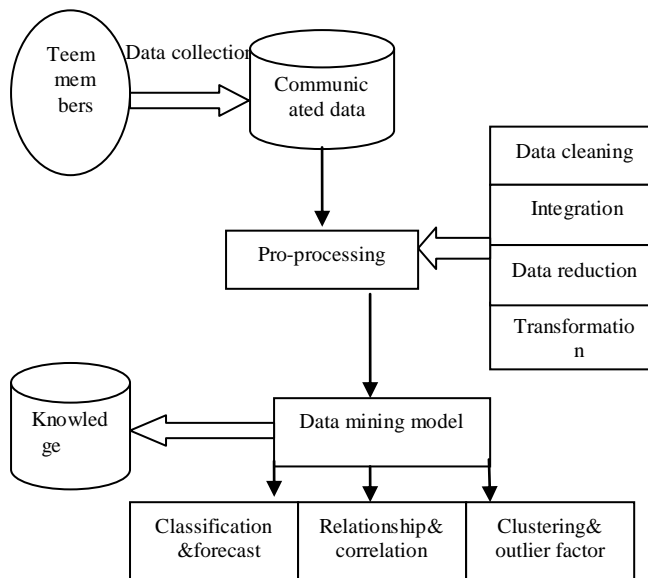 Teem
mem
bers
Data collection
Communic
ated data
Data cleaning
Integration
Data reduction
Transformatio
n
Pro-processing
Data mining model
Knowled
ge
Classification
&forecast
Relationship&
correlation
Clustering&
outlier factor